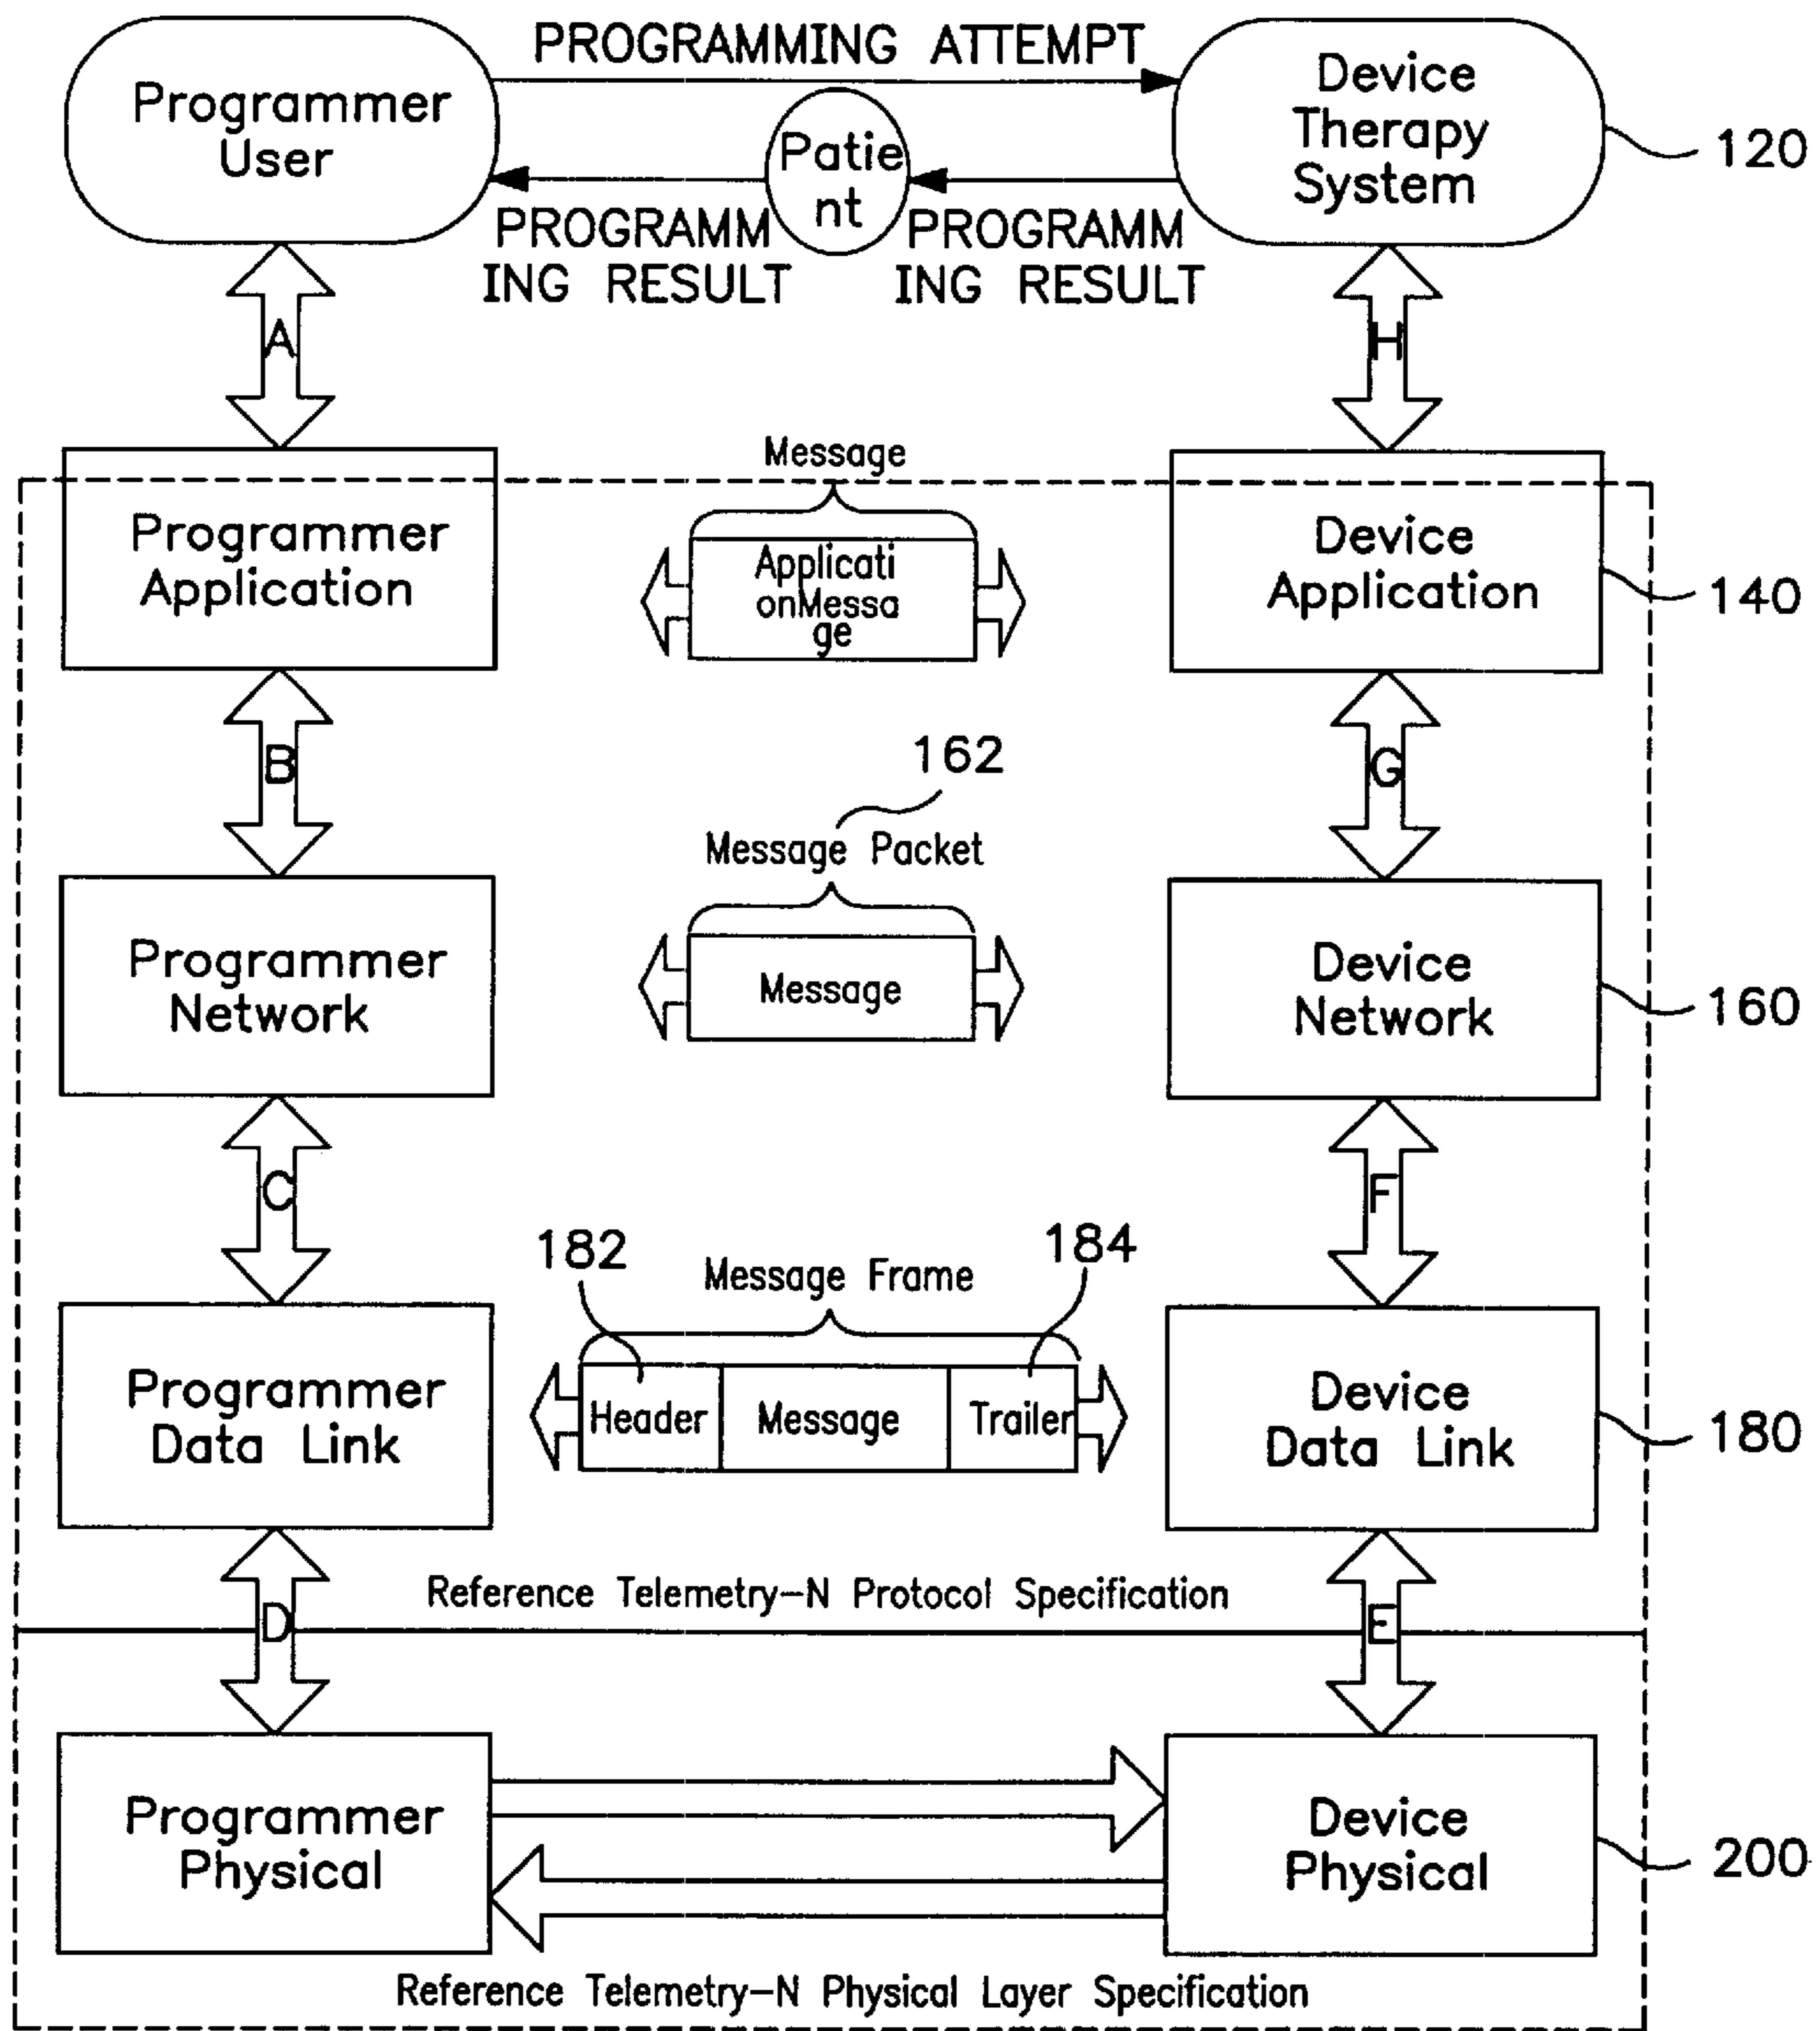 PROGRAMMING ATTEMPT
Programmer
User
Device
Therapy
System
120
Patie
nt
PROGRAMM
ING RESULT
PROGRAMM
ING RESULT
A
H
Message
Programmer
Application
Applicati
onMessa
ge
Device
Application
140
B
G
162
Message Packet
Programmer
Network
Message
Device
Network
160
C
F
182
Message Frame
184
Programmer
Data Link
Header
Message
Trailer
Device
Data Link
180
Reference Telemetry-N Protocol Specification
D
E
Programmer
Physical
Device
Physical
200
Reference Telemetry-N Physical Layer Specification